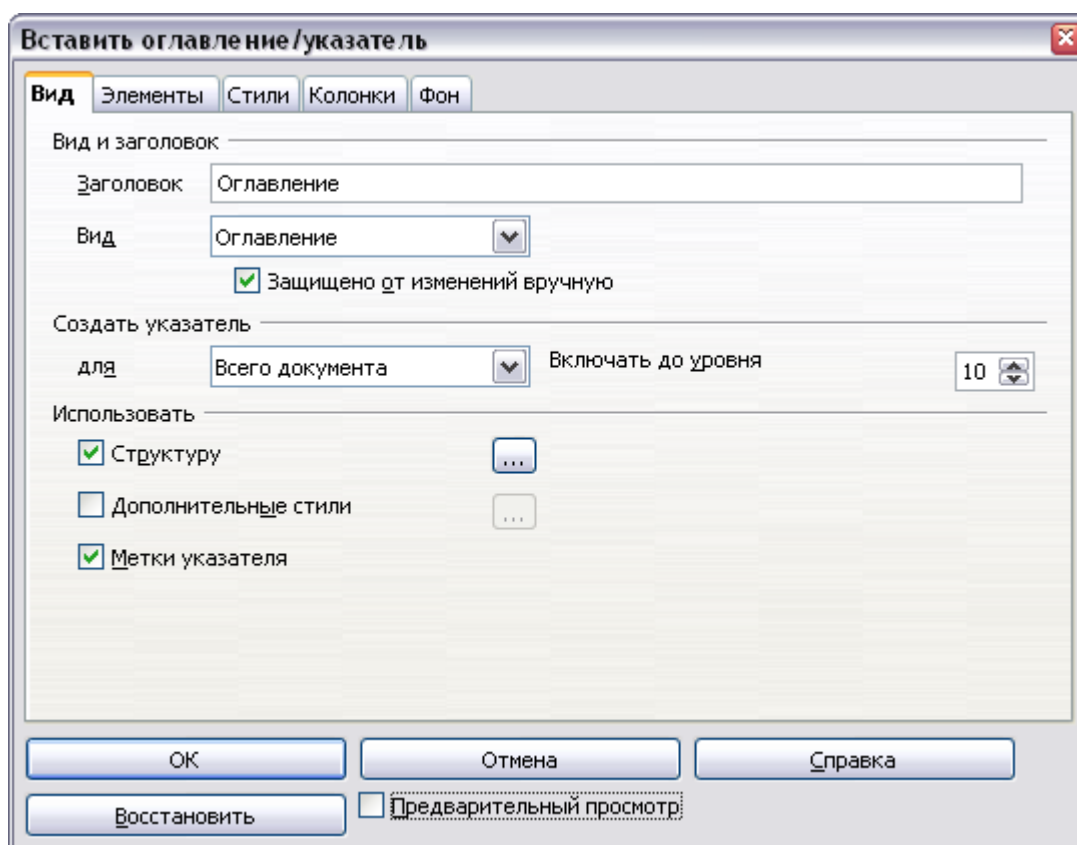 Вставить оглавление/указатель
Вид Элементы Стили Колонки Фон
Вид и заголовок
Заголовок Оглавление
Вид Оглавление
Защищено от изменений вручную
Создать указатель
для Всего документа Включать до уровня 10
Использовать
Структуру ...
Дополнительные стили ...
Метки указателя
ОК Отмена Справка
Восстановить Предварительный просмотр